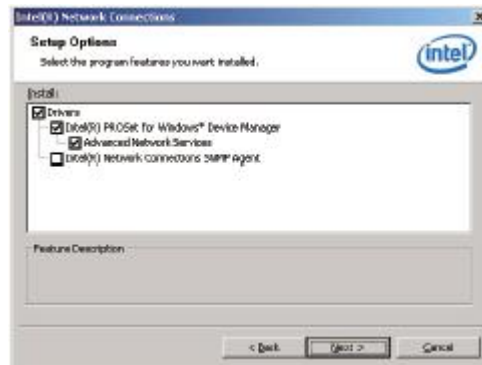 Intel(R) Network Connections
Setup Options
Select the program features you want installed.
intel
Install:
Drivers
Intel(R) PROSet for Windows* Device Manager
Advanced Network Services
Intel(R) Network Connections SNMP Agent
Feature Description
< Back
Next >
Cancel